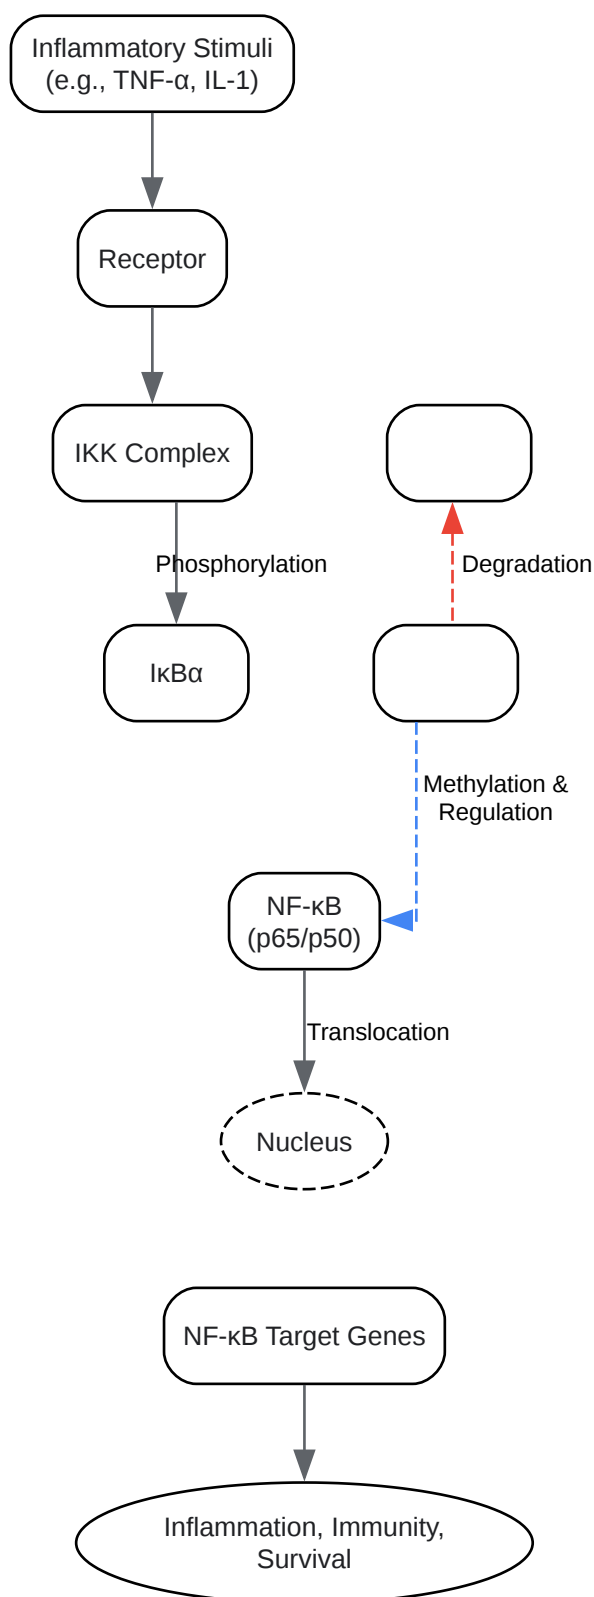 Inflammatory Stimuli
(e.g., TNF-α, IL-1)
Receptor
IKK Complex
Phosphorylation
Degradation
IκBα
Methylation &
Regulation
NF-κB
(p65/p50)
Translocation
Nucleus
NF-κB Target Genes
Inflammation, Immunity,
Survival